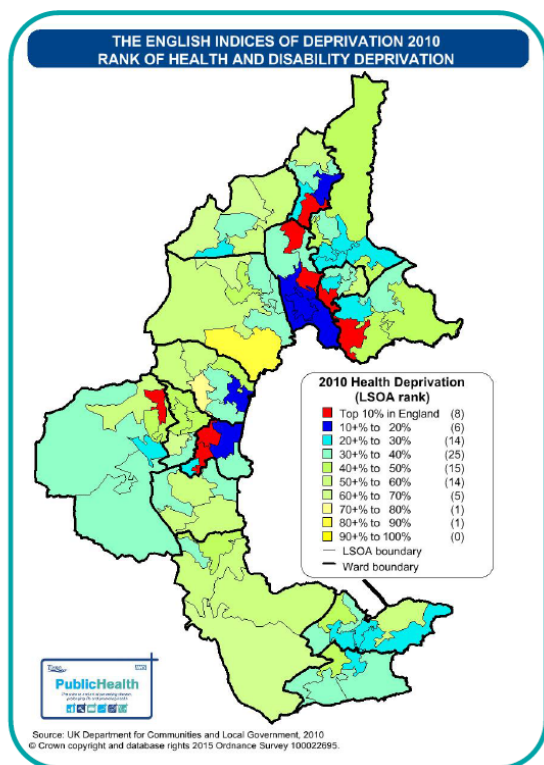 THE ENGLISH INDICES OF DEPRIVATION 2010
RANK OF HEALTH AND DISABILITY DEPRIVATION
2010 Health Deprivation
(LSOA rank)
Top 10% in England (8)
10+% to 20% (6)
20+% to 30% (14)
30+% to 40% (25)
40+% to 50% (15)
50+% to 60% (14)
60+% to 70% (5)
70+% to 80% (1)
80+% to 90% (1)
90+% to 100% (0)
LSOA boundary
Ward boundary
PublicHealth
Source: UK Department for Communities and Local Government, 2010
© Crown copyright and database rights 2015 Ordnance Survey 100022695.